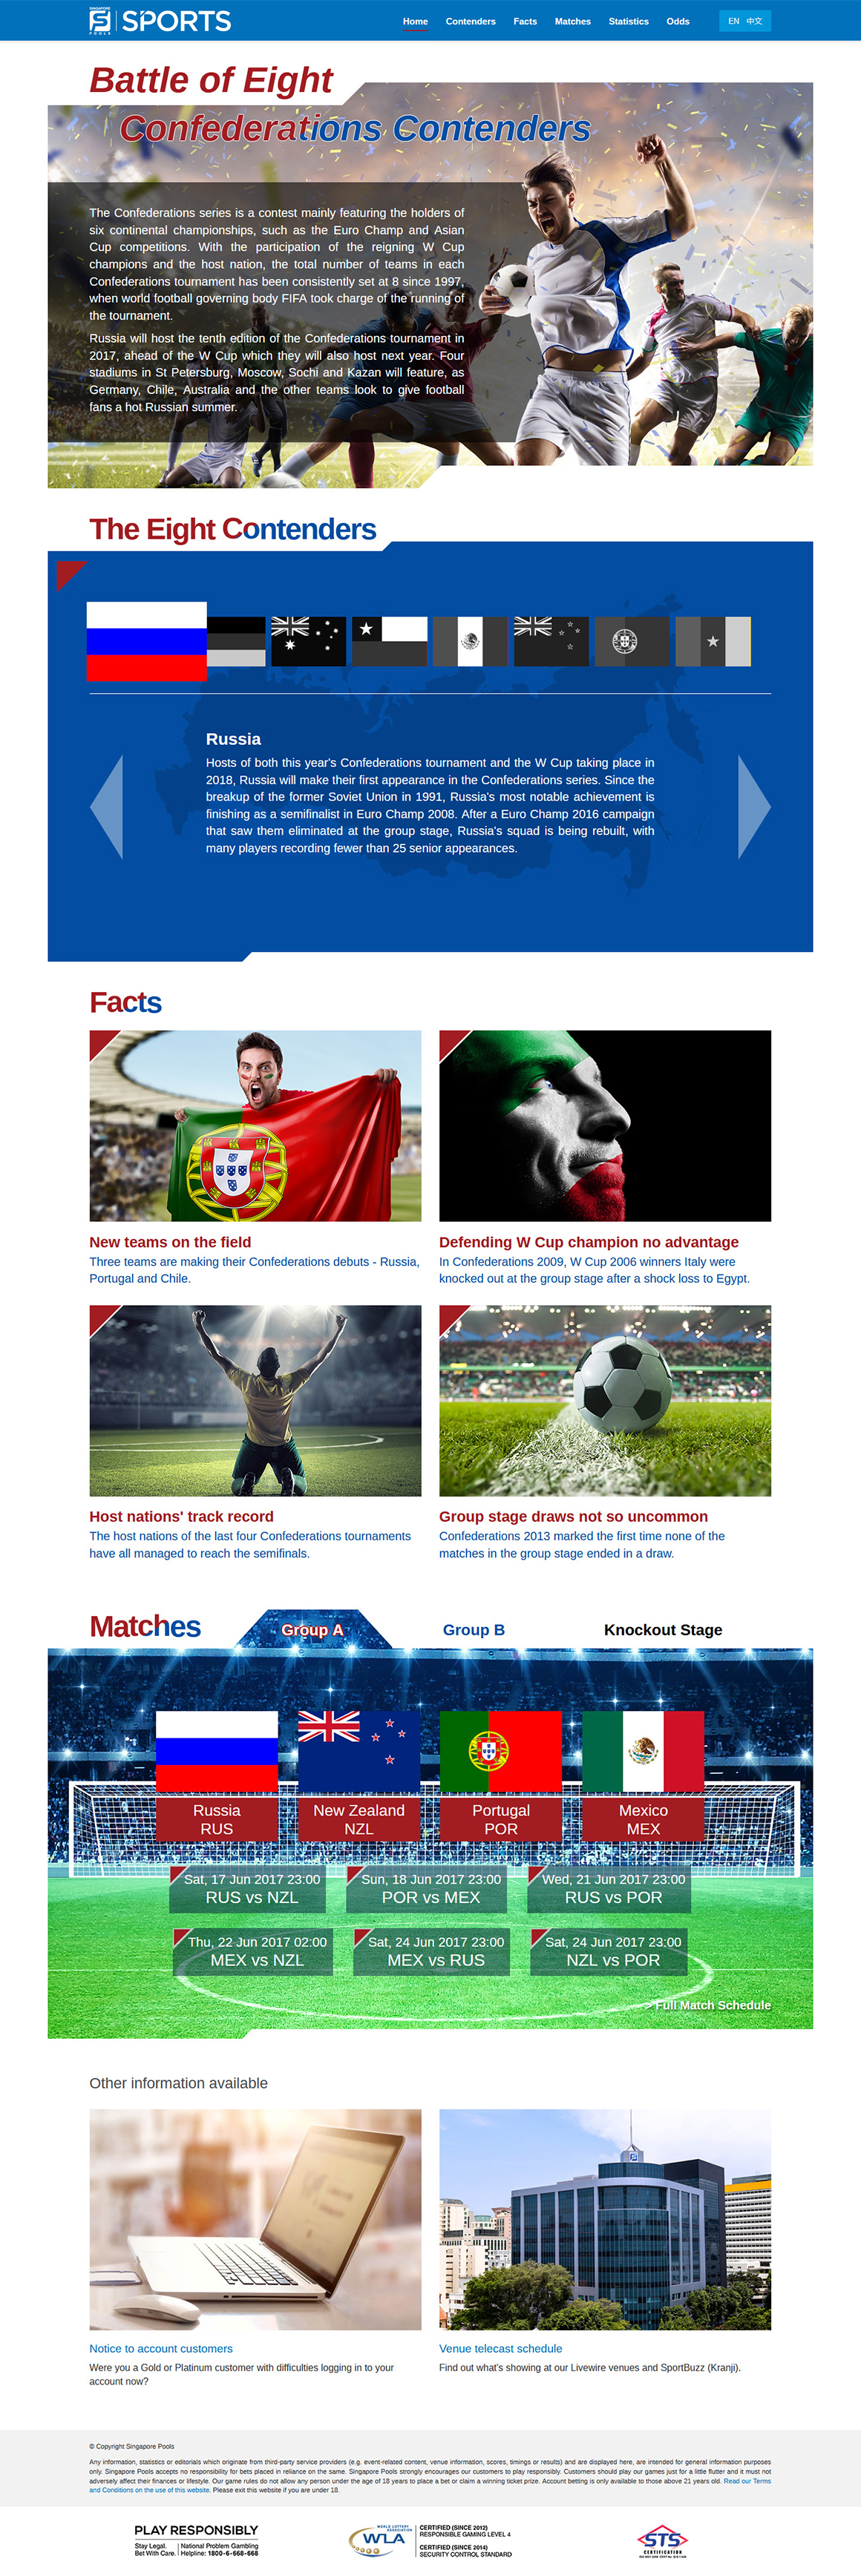 SINGAPORE
POOLS
SPORTS
Home Contenders Facts Matches Statistics Odds EN 中文
Battle of Eight
Confederations Contenders
The Confederations series is a contest mainly featuring the holders of
six continental championships, such as the Euro Champ and Asian
Cup competitions. With the participation of the reigning W Cup
champions and the host nation, the total number of teams in each
Confederations tournament has been consistently set at 8 since 1997,
when world football governing body FIFA took charge of the running of
the tournament.
Russia will host the tenth edition of the Confederations tournament in
2017, ahead of the W Cup which they will also host next year. Four
stadiums in St Petersburg, Moscow, Sochi and Kazan will feature, as
Germany, Chile, Australia and the other teams look to give football
fans a hot Russian summer.
The Eight Contenders
Russia
Hosts of both this year's Confederations tournament and the W Cup taking place in
2018, Russia will make their first appearance in the Confederations series. Since the
breakup of the former Soviet Union in 1991, Russia's most notable achievement is
finishing as a semifinalist in Euro Champ 2008. After a Euro Champ 2016 campaign
that saw them eliminated at the group stage, Russia's squad is being rebuilt, with
many players recording fewer than 25 senior appearances.
Facts
New teams on the field
Three teams are making their Confederations debuts - Russia,
Portugal and Chile.
Defending W Cup champion no advantage
In Confederations 2009, W Cup 2006 winners Italy were
knocked out at the group stage after a shock loss to Egypt.
Host nations' track record
The host nations of the last four Confederations tournaments
have all managed to reach the semifinals.
Group stage draws not so uncommon
Confederations 2013 marked the first time none of the
matches in the group stage ended in a draw.
Matches Group A Group B Knockout Stage
Russia New Zealand Portugal Mexico
RUS NZL POR MEX
Sat, 17 Jun 2017 23:00 Sun, 18 Jun 2017 23:00 Wed, 21 Jun 2017 23:00
RUS vs NZL POR vs MEX RUS vs POR
Thu, 22 Jun 2017 02:00 Sat, 24 Jun 2017 23:00 Sat, 24 Jun 2017 23:00
MEX vs NZL MEX vs RUS NZL vs POR
> Full Match Schedule
Other information available
Notice to account customers
Were you a Gold or Platinum customer with difficulties logging in to your
account now?
Venue telecast schedule
Find out what's showing at our Livewire venues and SportBuzz (Kranji).
© Copyright Singapore Pools
Any information, statistics or editorials which originate from third-party service providers (e.g. event-related content, venue information, scores, timings or results) and are displayed here, are intended for general information purposes
only. Singapore Pools accepts no responsibility for bets placed in reliance on the same. Singapore Pools strongly encourages our customers to play responsibly. Customers should play our games just for a little flutter and it must not
adversely affect their finances or lifestyle. Our game rules do not allow any person under the age of 18 years to place a bet or claim a winning ticket prize. Account betting is only available to those above 21 years old. Read our Terms
and Conditions on the use of this website. Please exit this website if you are under 18.
PLAY RESPONSIBLY
Stay Legal. National Problem Gambling
Bet With Care. Helpline: 1800-6-668-668
WORLD LOTTERY
ASSOCIATION
WLA
CERTIFIED (SINCE 2012)
RESPONSIBLE GAMING LEVEL 4
CERTIFIED (SINCE 2014)
SECURITY CONTROL STANDARD
STS
CERTIFICATION